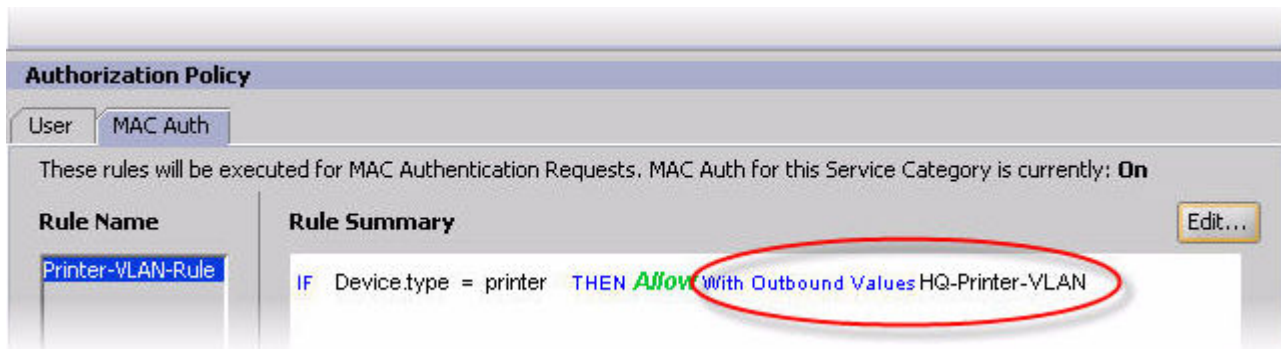 Authorization Policy
User MAC Auth
These rules will be executed for MAC Authentication Requests. MAC Auth for this Service Category is currently: On
Rule Name Rule Summary Edit...
Printer-VLAN-Rule IF Device.type = printer THEN Allow With Outbound Values HQ-Printer-VLAN